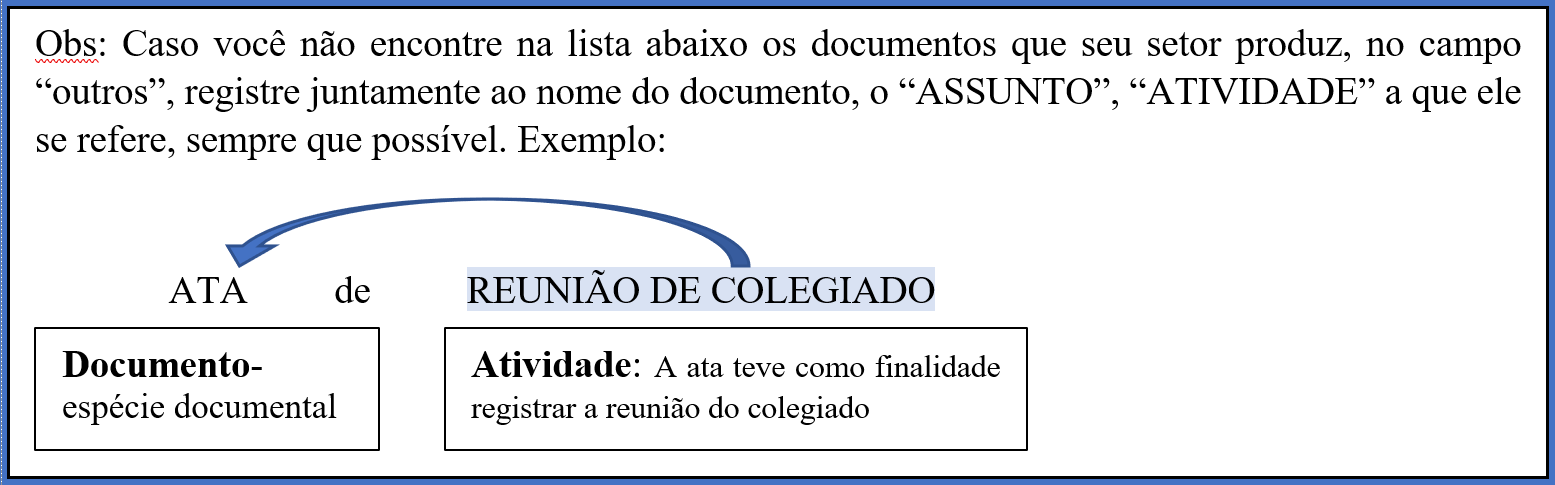 Obs: Caso você não encontre na lista abaixo os documentos que seu setor produz, no campo
“outros”, registre juntamente ao nome do documento, o “ASSUNTO”, “ATIVIDADE” a que ele
se refere, sempre que possível. Exemplo:
ATA de REUNIÃO DE COLEGIADO
Documento-
espécie documental
Atividade: A ata teve como finalidade
registrar a reunião do colegiado